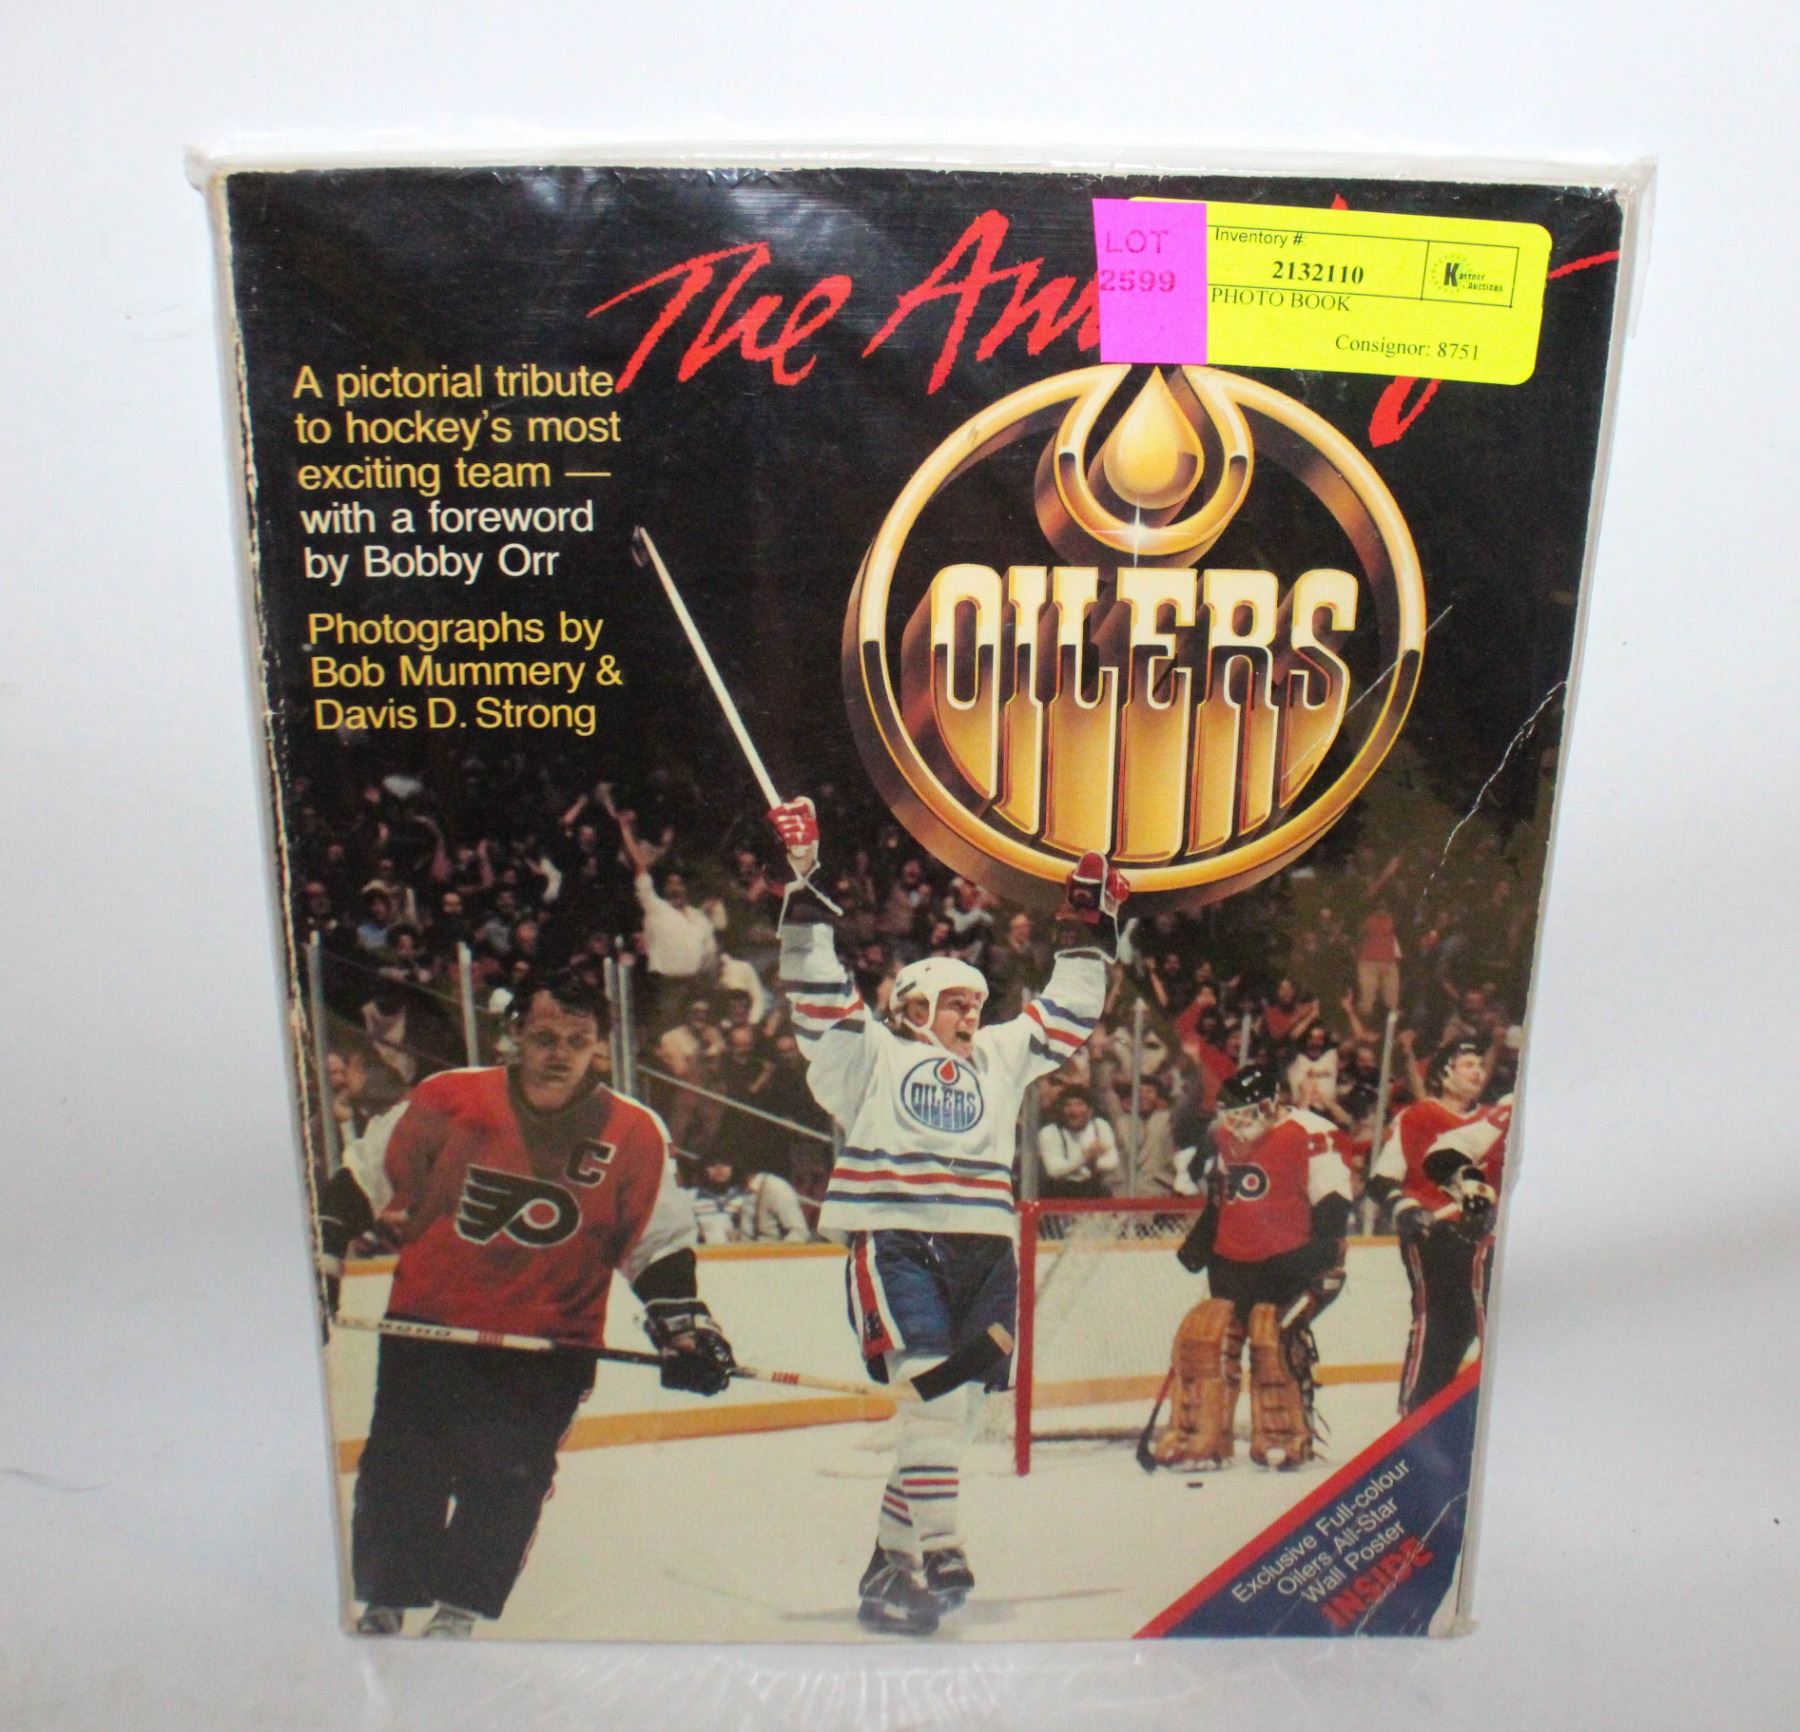 The
LOT
2599
Inventory #:
2132110
Kastner
Auctions
PHOTO BOOK
Consignor: 8751
A pictorial tribute
to hockey's most
exciting team —
with a foreword
by Bobby Orr
Photographs by
Bob Mummery &
Davis D. Strong
OILERS
OILERS
C
Exclusive Full-colour
Oilers All-Star
Wall Poster
INSIDE